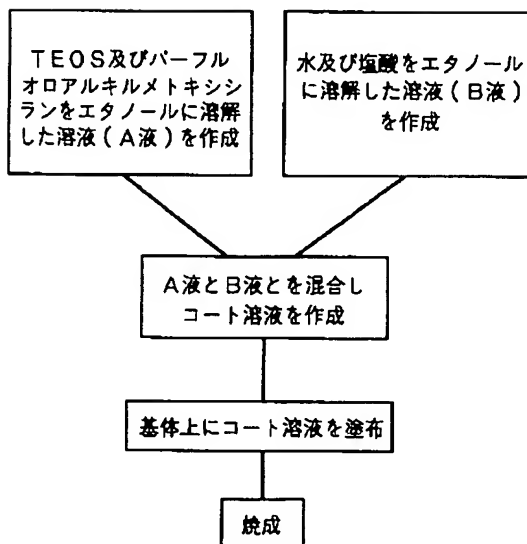 TEOS及びパーフル
オロアルキルメトキシシ
ランをエタノールに溶解
した溶液(A液)を作成
水及び塩酸をエタノール
に溶解した溶液(B液)
を作成
A液とB液とを混合し
コート溶液を作成
基体上にコート溶液を塗布
焼成